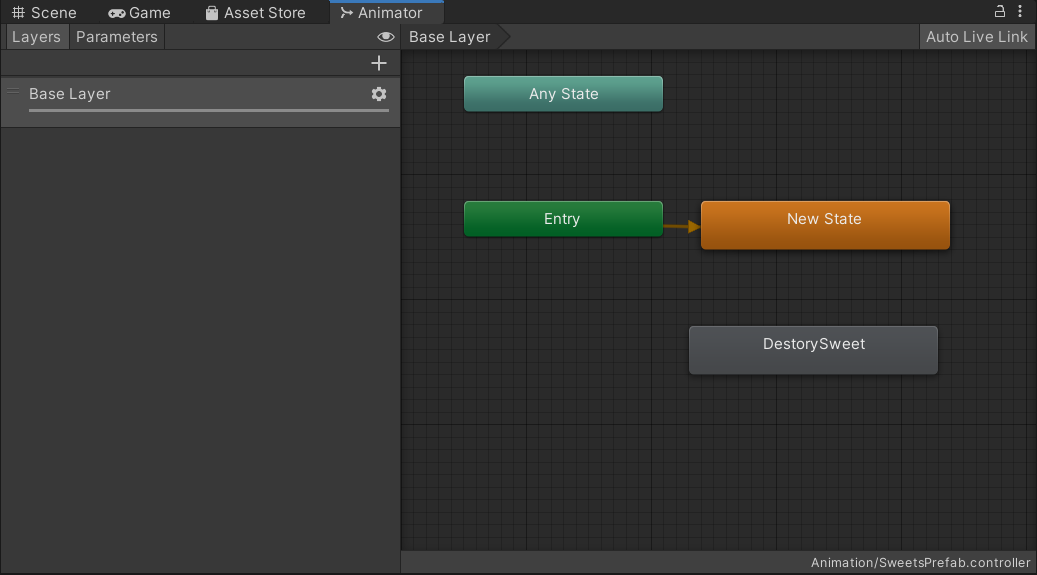 Scene Game Asset Store Animator
Layers Parameters Base Layer Auto Live Link
Base Layer
Any State
Entry
New State
DestorySweet
Animation/SweetsPrefab.controller